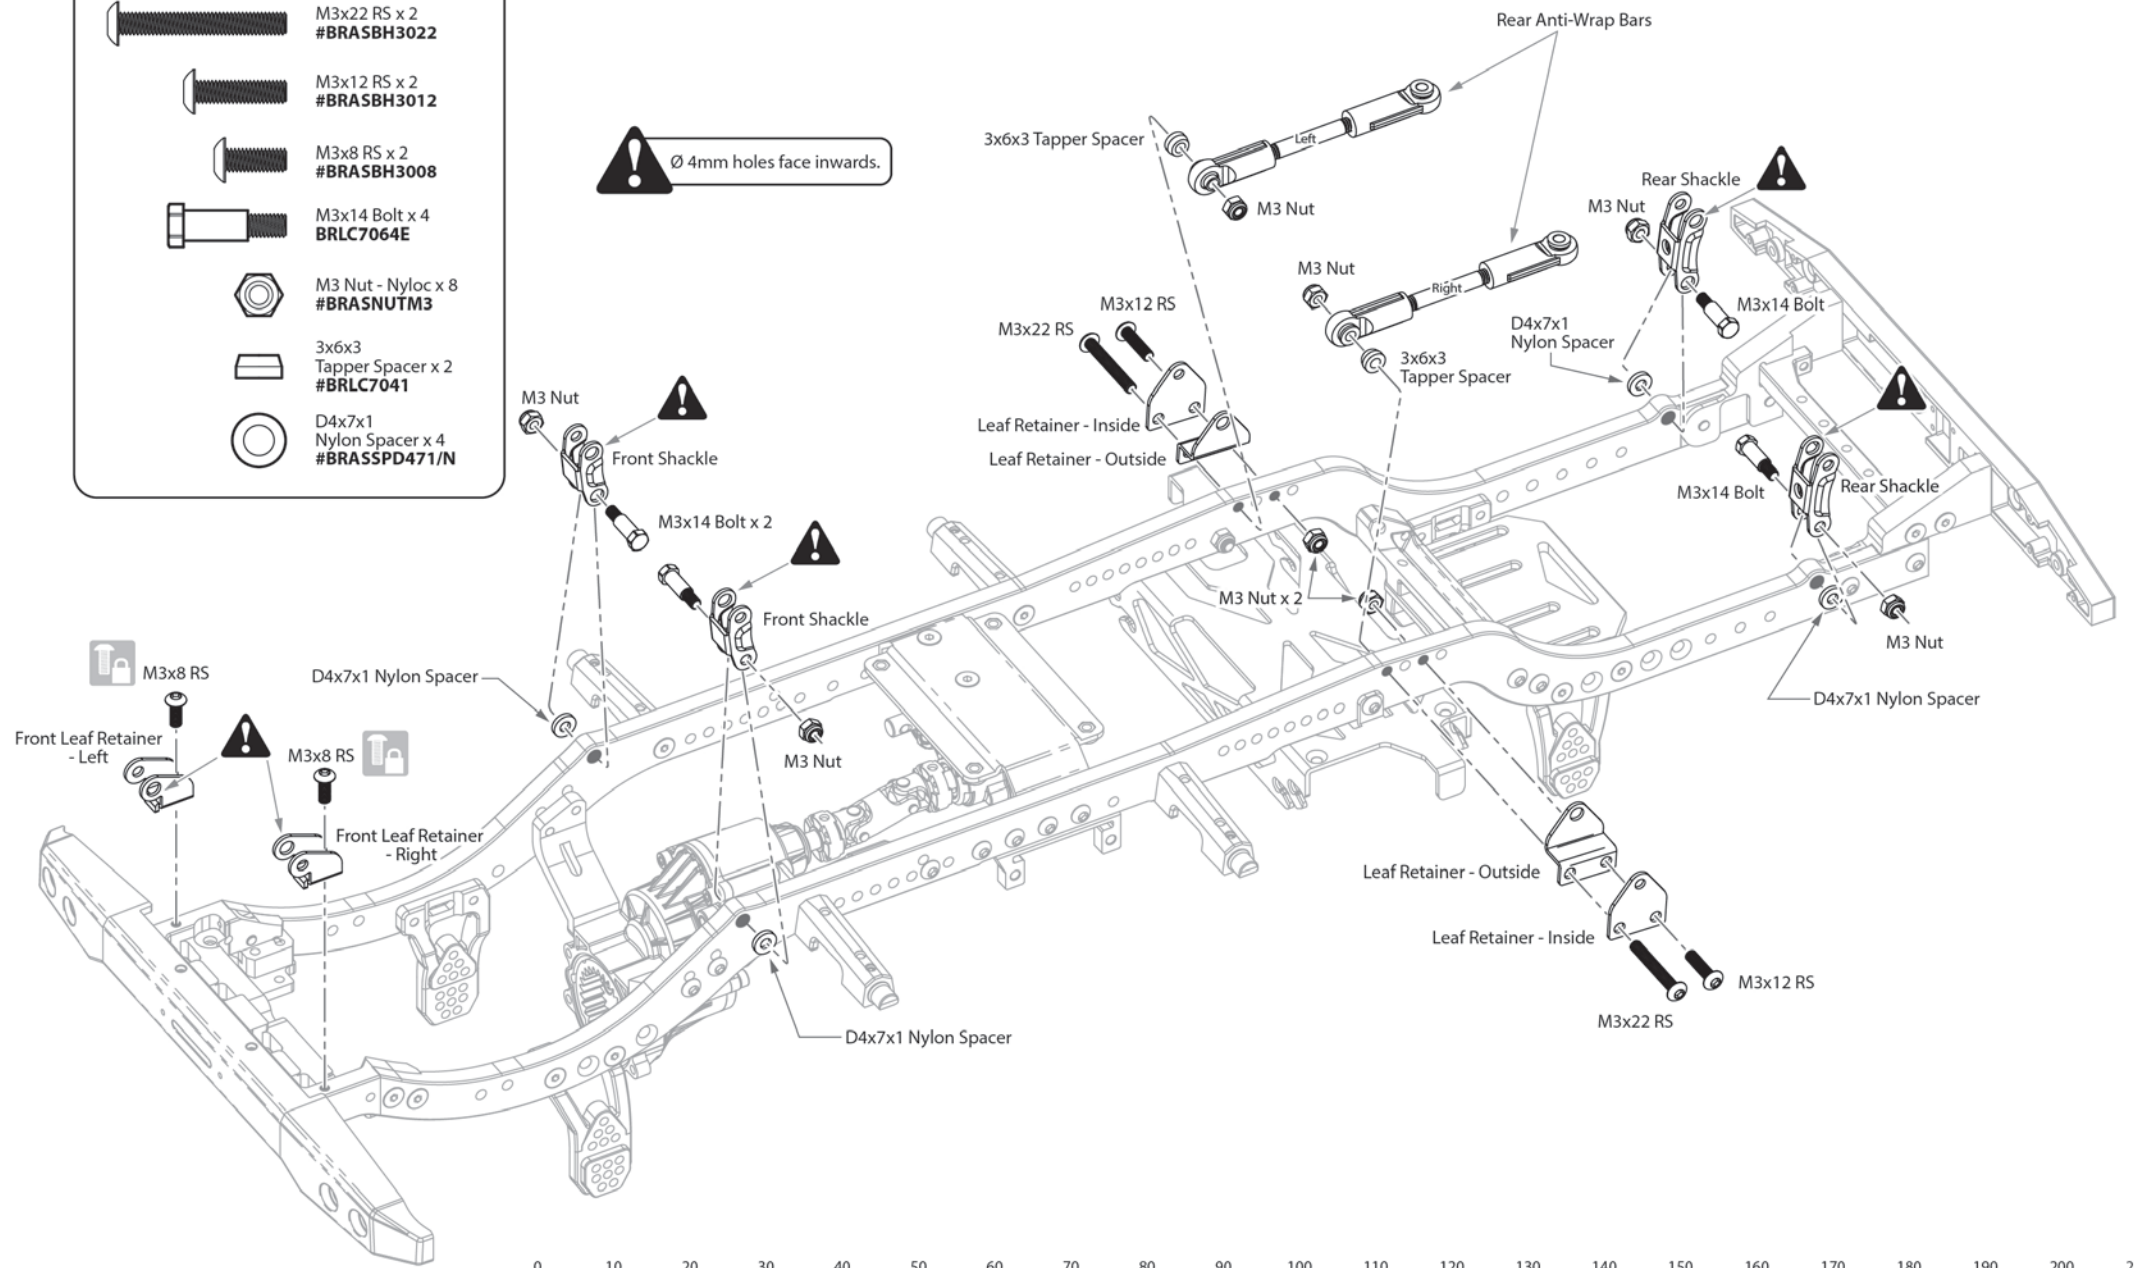 M3x22 RS x 2
#BRASBH3022
M3x12 RS x 2
#BRASBH3012
M3x8 RS x 2
#BRASBH3008
M3x14 Bolt x 4
BRLC7064E
M3 Nut - Nyloc x 8
#BRASNUTM3
3x6x3
Tapper Spacer x 2
#BRLC7041
D4x7x1
Nylon Spacer x 4
#BRASSPD471/N
Ø 4mm holes face inwards.
Rear Anti-Wrap Bars
3x6x3 Tapper Spacer
Left
M3 Nut
Rear Shackle
M3 Nut
M3x14 Bolt
M3 Nut
Right
D4x7x1
Nylon Spacer
M3x12 RS
M3x22 RS
3x6x3
Tapper Spacer
Leaf Retainer - Inside
Leaf Retainer - Outside
M3 Nut
Front Shackle
M3x14 Bolt x 2
M3x14 Bolt
Rear Shackle
Front Shackle
M3 Nut x 2
M3 Nut
D4x7x1 Nylon Spacer
D4x7x1 Nylon Spacer
M3x8 RS
Front Leaf Retainer
- Left
M3x8 RS
M3 Nut
Front Leaf Retainer
- Right
Leaf Retainer - Outside
Leaf Retainer - Inside
M3x12 RS
M3x22 RS
D4x7x1 Nylon Spacer
0 10 20 30 40 50 60 70 80 90 100 110 120 130 140 150 160 170 180 190 200